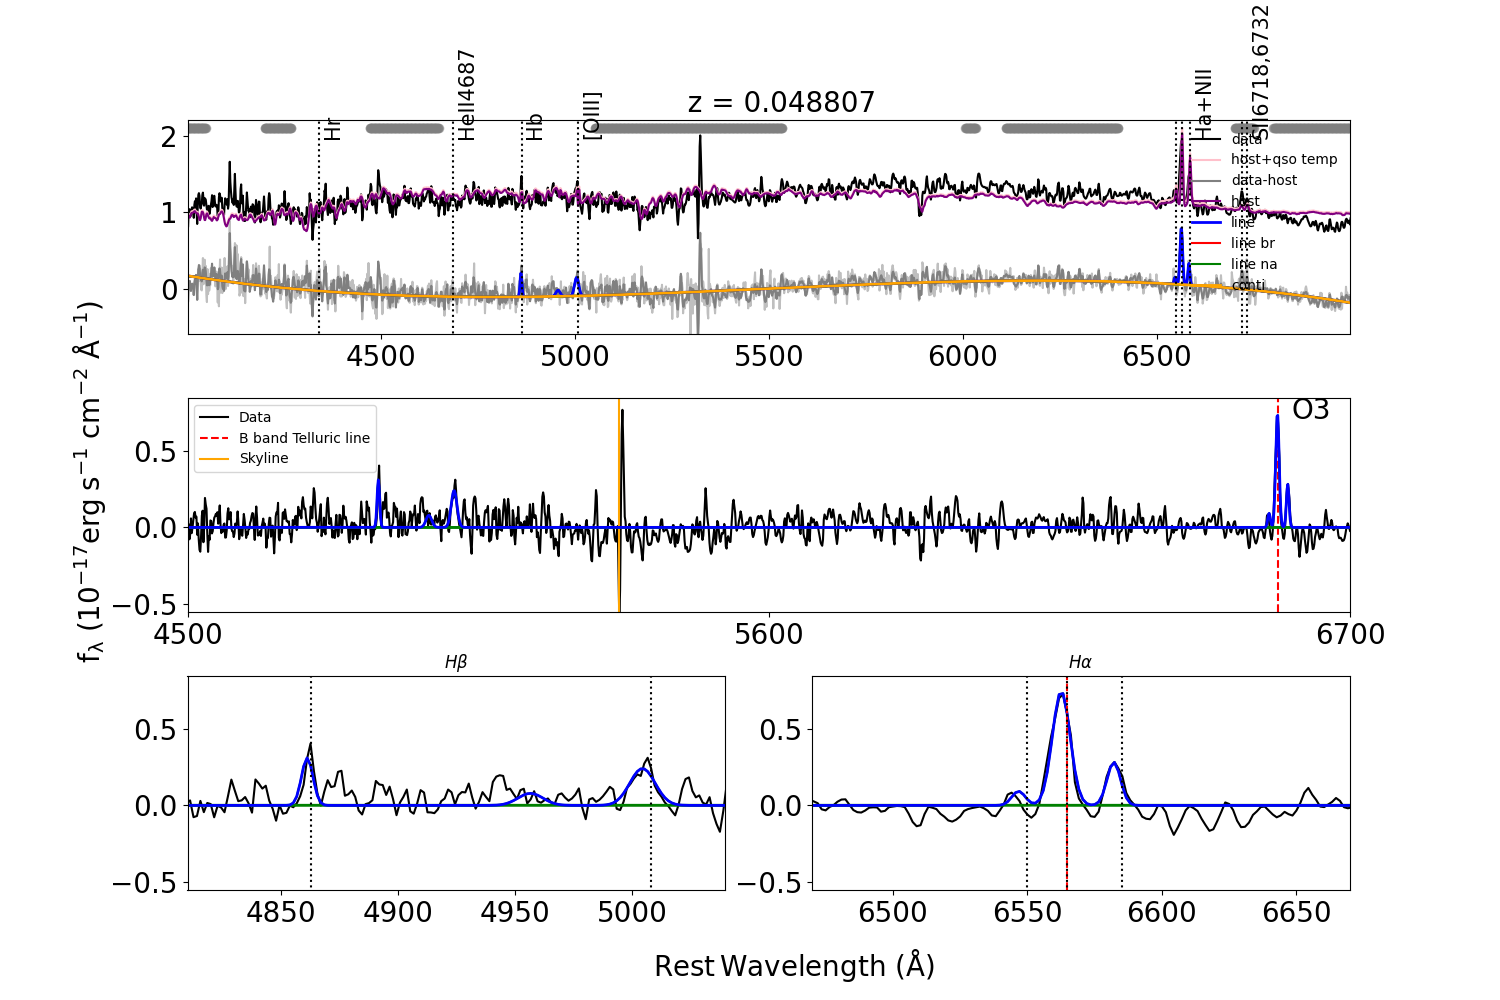 z = 0.048807
Hr
HeII4687
Hb
[OIII]
Ha+NII
SII6718,6732
2
1
0
data
host+qso temp
data-host
host
line
line br
line na
conti
4500
5000
5500
6000
6500
fλ (10⁻¹⁷erg s⁻¹ cm⁻² Å⁻¹)
0.5
0.0
−0.5
Data
B band Telluric line
Skyline
O3
4500
5600
6700
Hβ
0.5
0.0
−0.5
4850
4900
4950
5000
Hα
0.5
0.0
−0.5
6500
6550
6600
6650
Rest Wavelength (Å)